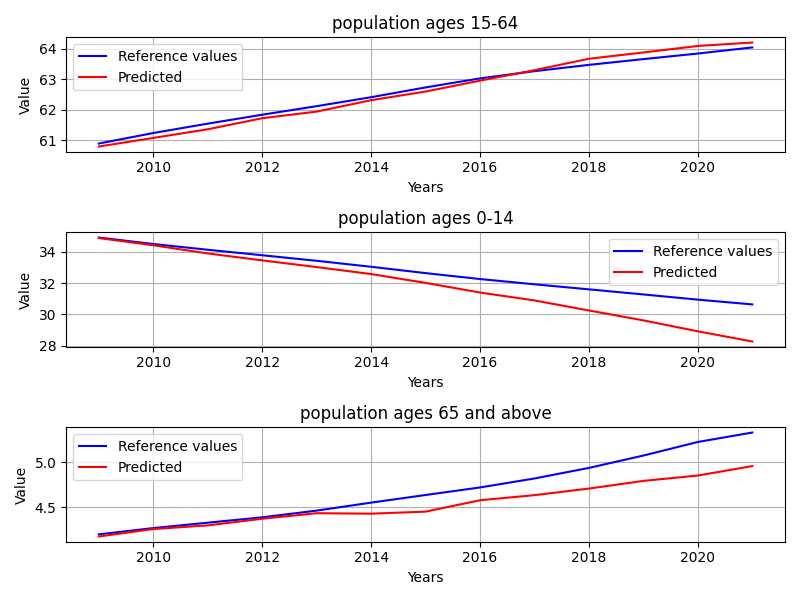 population ages 15-64
Value
64
63
62
61
Reference values
Predicted
2010 2012 2014 2016 2018 2020
Years
population ages 0-14
Value
34
32
30
28
Reference values
Predicted
2010 2012 2014 2016 2018 2020
Years
population ages 65 and above
Value
5.0
4.5
Reference values
Predicted
2010 2012 2014 2016 2018 2020
Years